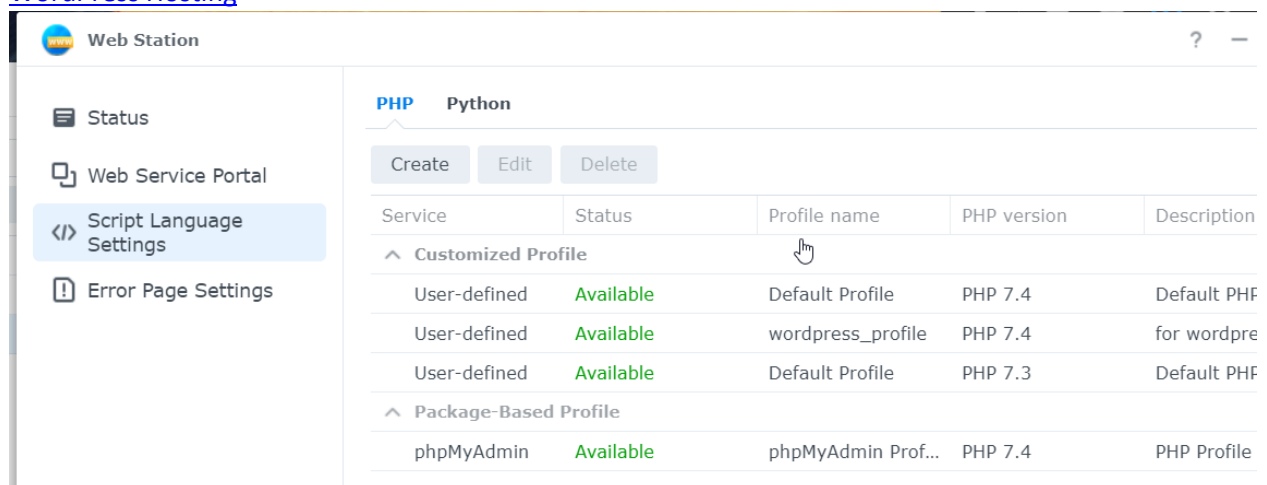 WordPress Hosting
www Web Station ?
Status
Web Service Portal
Script Language
Settings
Error Page Settings
PHP Python
Create Edit Delete
Service Status Profile name PHP version Description
Customized Profile
User-defined Available Default Profile PHP 7.4 Default PHP
User-defined Available wordpress_profile PHP 7.4 for wordpre
User-defined Available Default Profile PHP 7.3 Default PHP
Package-Based Profile
phpMyAdmin Available phpMyAdmin Prof... PHP 7.4 PHP Profile